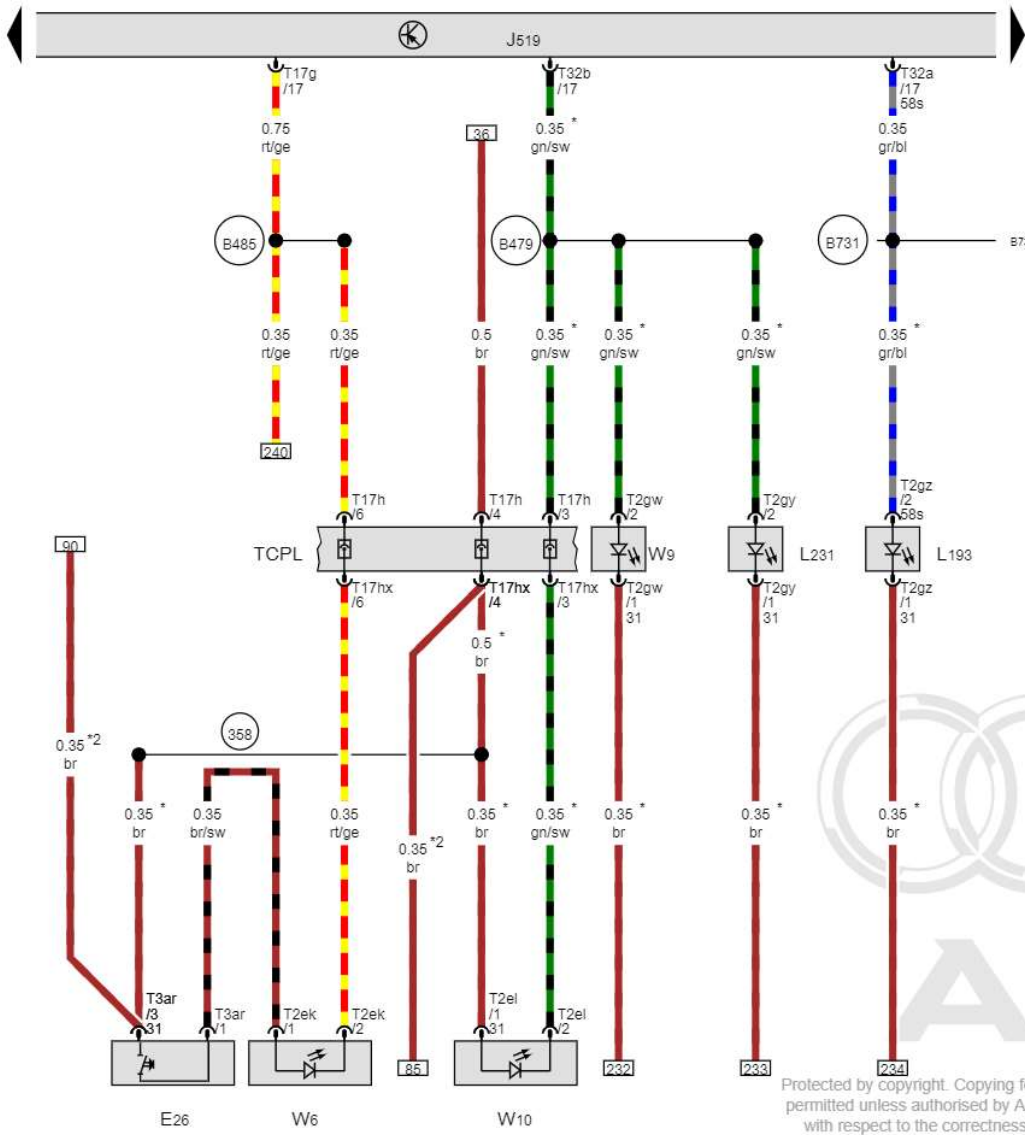 J519
T17g
/17
T32b
/17
T32a
/17
58s
0.75
rt/ge
36
0.35 *
gn/sw
0.35
gr/bl
B485
B479
B731
0.35
rt/ge
0.35
rt/ge
0.5
br
0.35 *
gn/sw
0.35 *
gn/sw
0.35 *
gn/sw
0.35 *
gr/bl
240
T17h
/6
T17h
/4
T17h
/3
T2gw
/2
T2gy
/2
T2gz
/2
58s
90
TCPL
W9
L231
L193
T17hx
/6
T17hx
/4
T17hx
/3
T2gw
/1
31
T2gy
/1
31
T2gz
/1
31
0.5 *
br
358
0.35 *2
br
0.35 *
br
0.35
br/sw
0.35
rt/ge
0.35 *2
br
0.35 *
br
0.35 *
gn/sw
0.35 *
br
0.35 *
br
0.35 *
br
T3ar
/3
31
T3ar
/1
T2ek
/1
T2ek
/2
T2el
/1
31
T2el
/2
85
232
233
234
E26
W6
W10
Protected by copyright. Copying f
permitted unless authorised by A
with respect to the correctness